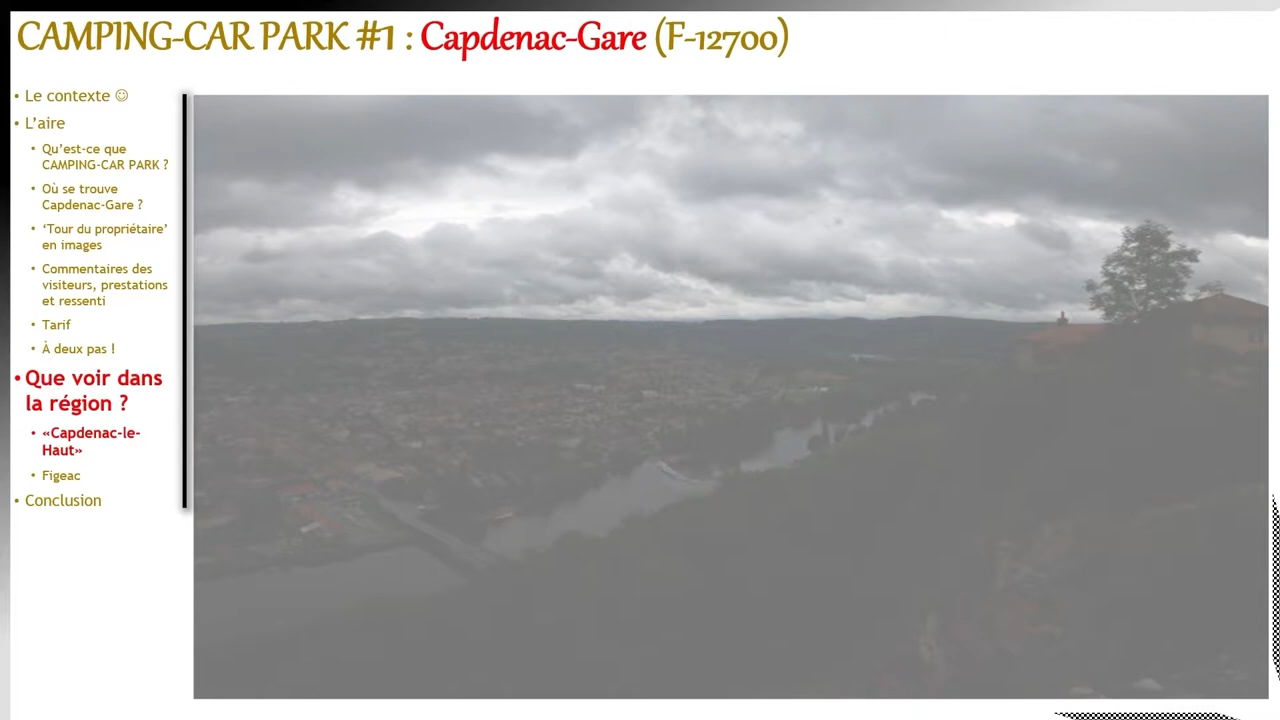 CAMPING-CAR PARK #1 : Capdenac-Gare (F-12700)
• Le contexte ☺
• L’aire
• Qu’est-ce que
CAMPING-CAR PARK ?
• Où se trouve
Capdenac-Gare ?
• ‘Tour du propriétaire’
en images
• Commentaires des
visiteurs, prestations
et ressenti
• Tarif
• À deux pas !
• Que voir dans
la région ?
• «Capdenac-le-
Haut»
• Figeac
• Conclusion